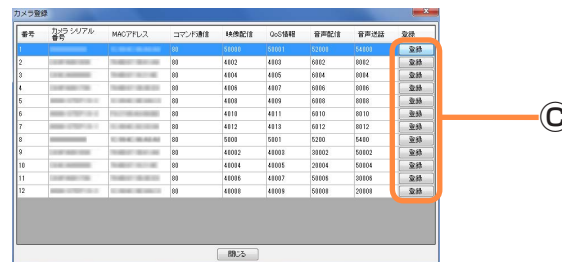 カメラ登録
番号 カメラ シリアル番号 MACアドレス コマンド通信 映像配信 QoS情報 音声配信 音声送話 登録
1 80 50000 50001 52000 54000 登録
2 80 4002 4003 6002 8002 登録
3 80 4004 4005 6004 8004 登録
4 80 4006 4007 6006 8006 登録
5 80 4008 4009 6008 8008 登録
6 80 4010 4011 6010 8010 登録
7 80 4012 4013 6012 8012 登録
8 80 5000 5001 5200 5400 登録
9 80 40002 40003 30002 50002 登録
10 80 40004 40005 20004 50004 登録
11 80 40006 40007 50006 30006 登録
12 80 40008 40009 50008 20008 登録
閉じる
Ⓒ